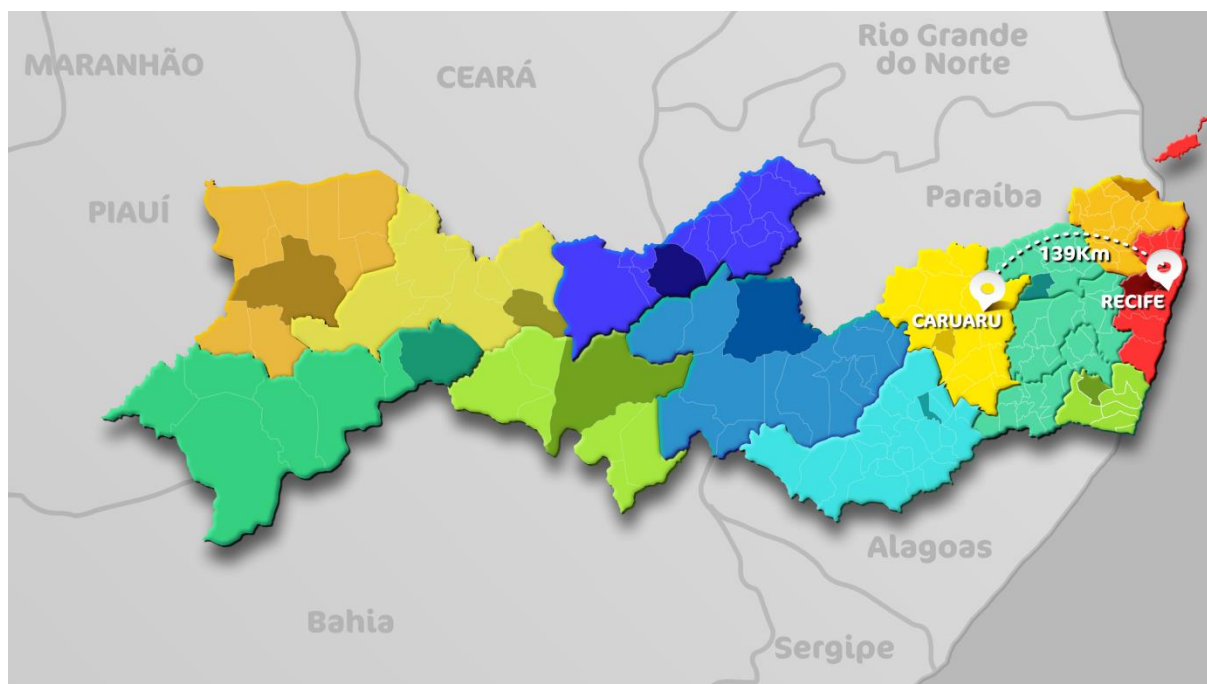 Rio Grande
do Norte
MARANHÃO
CEARÁ
PIAUÍ
Paraíba
139Km
RECIFE
CARUARU
Alagoas
Bahia
Sergipe